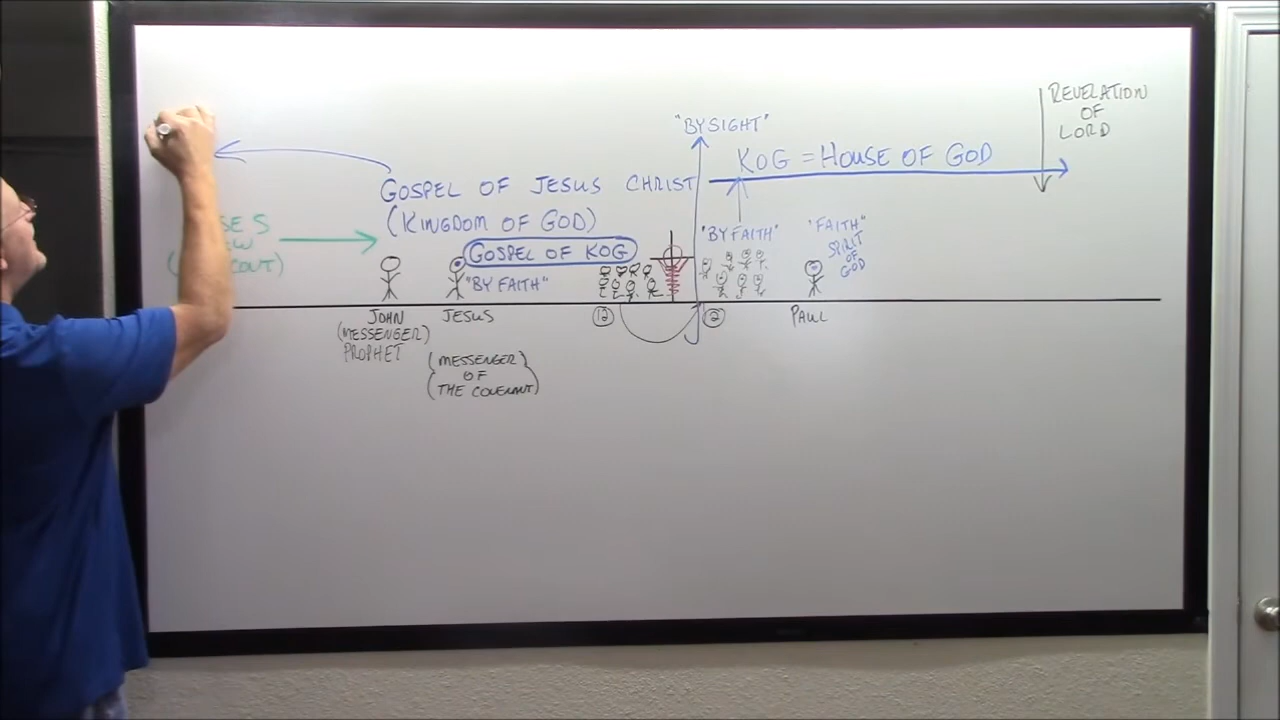 "BY SIGHT"
REVELATION
OF
LORD
KOG = HOUSE OF GOD
GOSPEL OF JESUS CHRIST
(KINGDOM OF GOD)
GOSPEL OF KOG
"BY FAITH"
"BY FAITH"
"FAITH"
SPIRIT
OF
GOD
JOHN
(MESSENGER)
PROPHET
JESUS
(MESSENGER)
OF
(THE COVENANT)
12
12
PAUL